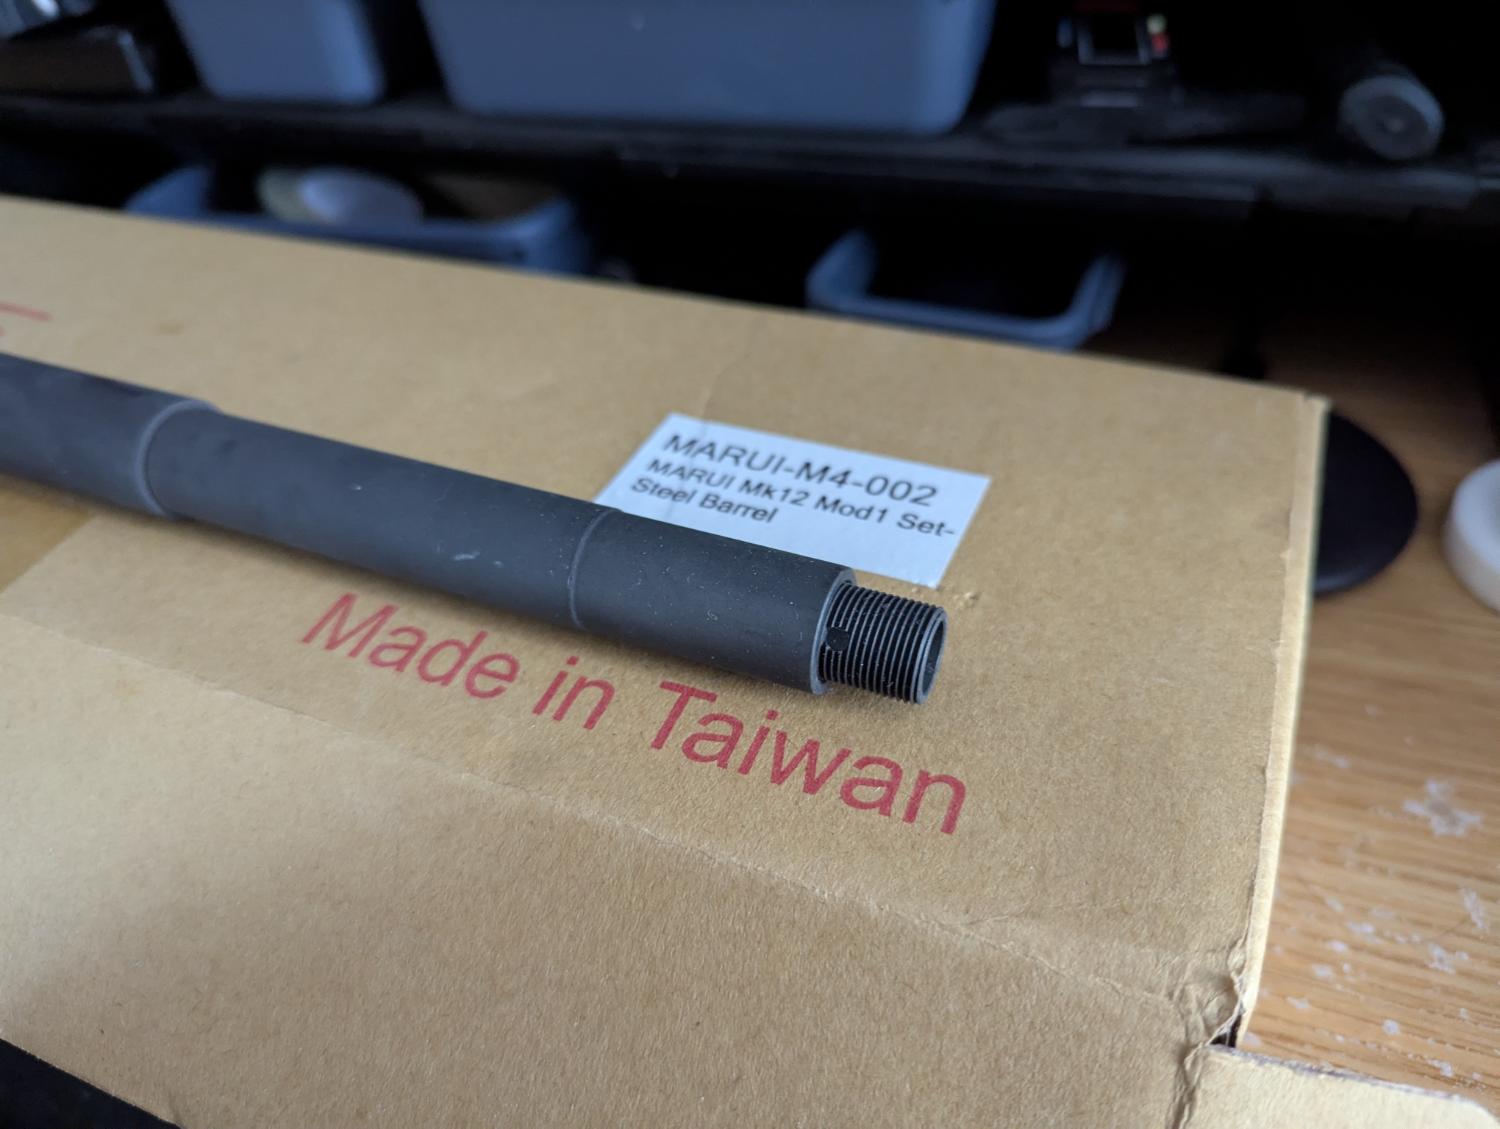 MARUI-M4-002
MARUI Mk12 Mod1 Set-
Steel Barrel
Made in Taiwan